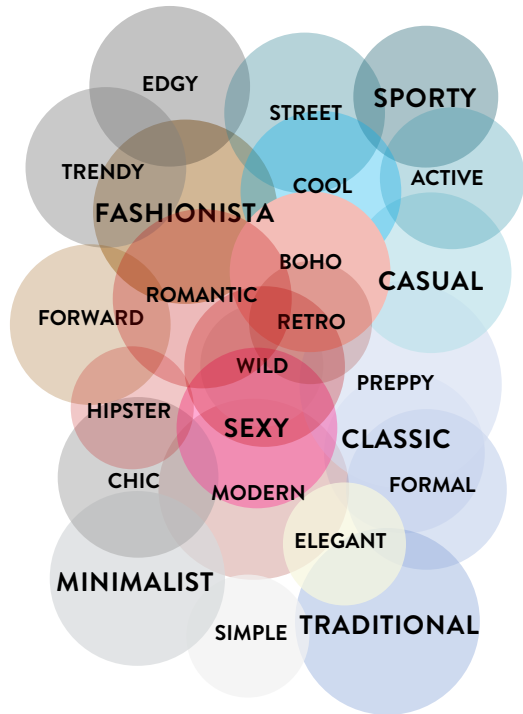 EDGY
SPORTY
STREET
TRENDY
ACTIVE
COOL
FASHIONISTA
BOHO
CASUAL
ROMANTIC
FORWARD
RETRO
WILD
PREPPY
HIPSTER
SEXY
CLASSIC
CHIC
FORMAL
MODERN
ELEGANT
MINIMALIST
TRADITIONAL
SIMPLE